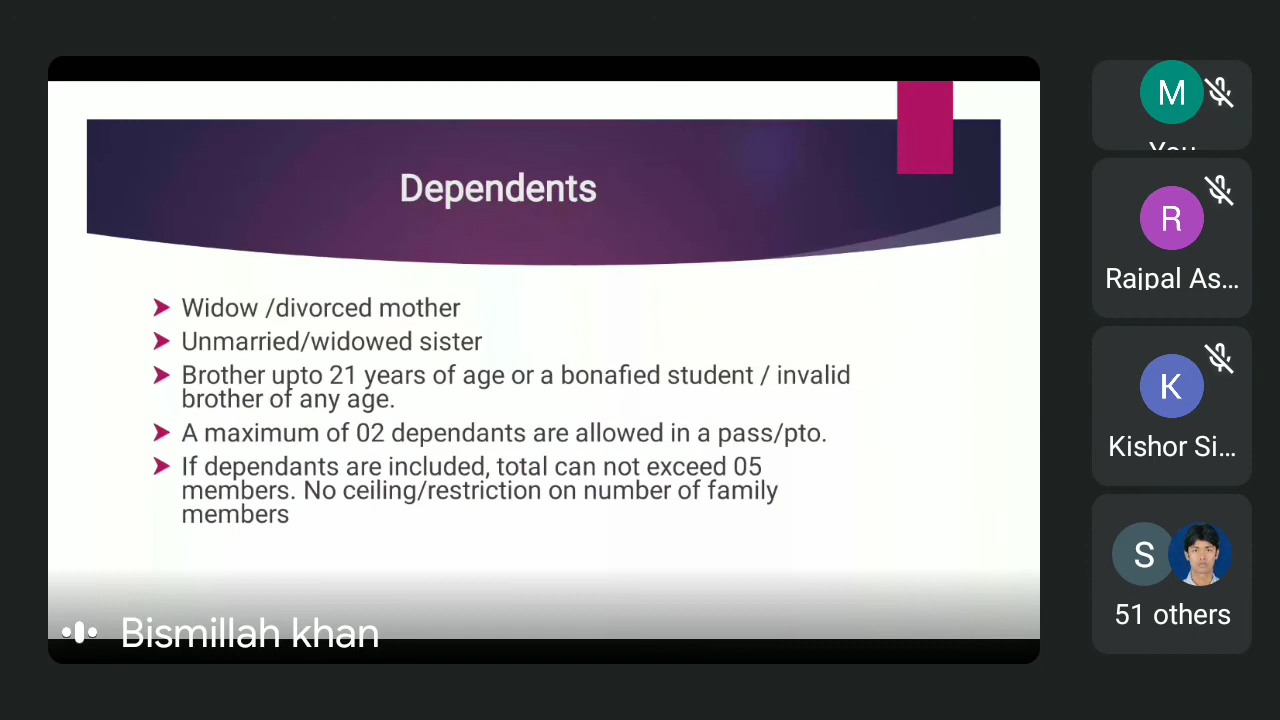 Dependents
➤ Widow /divorced mother
➤ Unmarried/widowed sister
➤ Brother upto 21 years of age or a bonafied student / invalid
brother of any age.
➤ A maximum of 02 dependants are allowed in a pass/pto.
➤ If dependants are included, total can not exceed 05
members. No ceiling/restriction on number of family
members
Bismillah khan
M
You
R
Rajpal As...
K
Kishor Si...
S
51 others